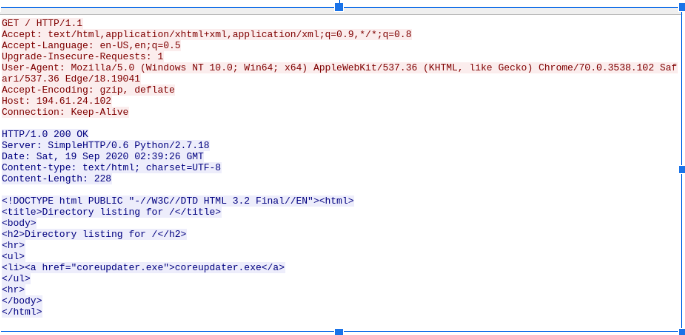 GET / HTTP/1.1
Accept: text/html,application/xhtml+xml,application/xml;q=0.9,*/*;q=0.8
Accept-Language: en-US,en;q=0.5
Upgrade-Insecure-Requests: 1
User-Agent: Mozilla/5.0 (Windows NT 10.0; Win64; x64) AppleWebKit/537.36 (KHTML, like Gecko) Chrome/70.0.3538.102 Saf
ari/537.36 Edge/18.19041
Accept-Encoding: gzip, deflate
Host: 194.61.24.102
Connection: Keep-Alive

HTTP/1.0 200 OK
Server: SimpleHTTP/0.6 Python/2.7.18
Date: Sat, 19 Sep 2020 02:39:26 GMT
Content-type: text/html; charset=UTF-8
Content-Length: 228

<!DOCTYPE html PUBLIC "-//W3C//DTD HTML 3.2 Final//EN"><html>
<title>Directory listing for /</title>
<body>
<h2>Directory listing for /</h2>
<hr>
<ul>
<li><a href="coreupdater.exe">coreupdater.exe</a>
</ul>
<hr>
</body>
</html>